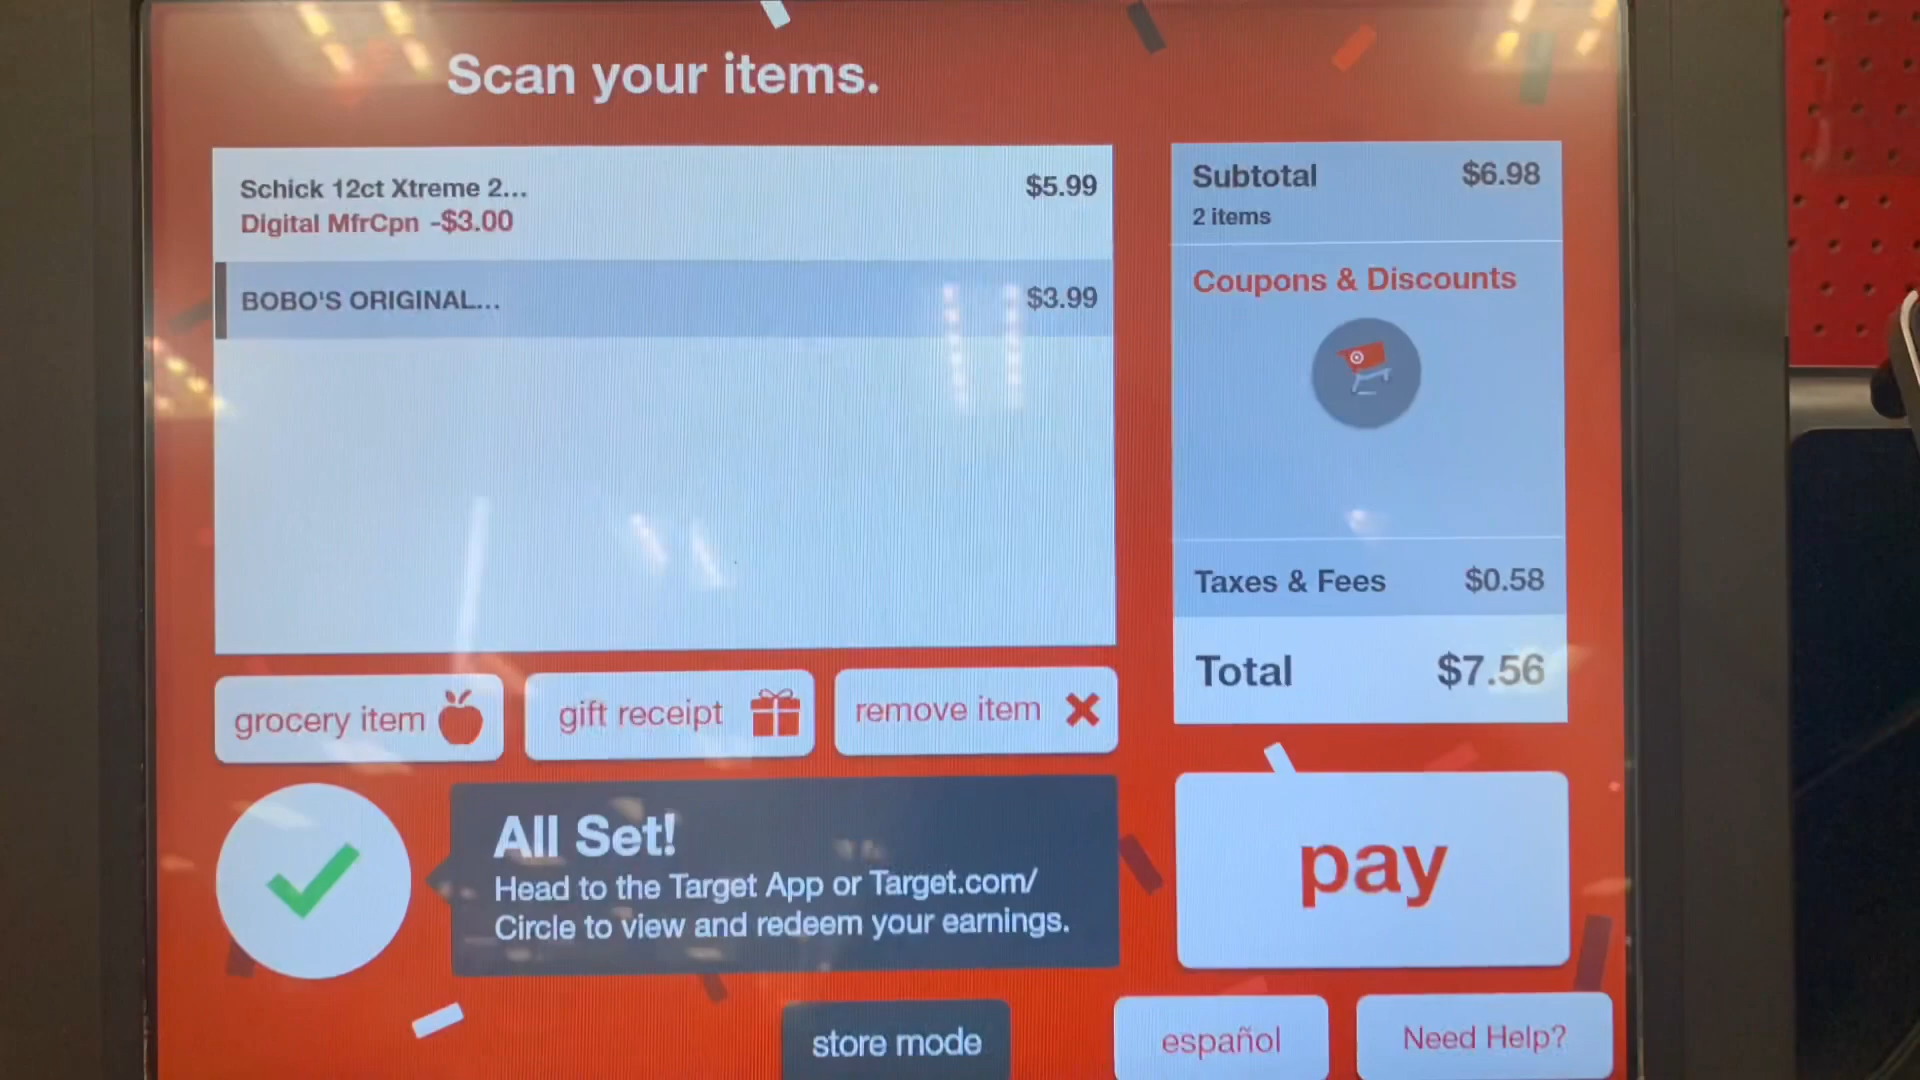 Scan your items.
Schick 12ct Xtreme 2... $5.99
Digital MfrCpn -$3.00
BOBO'S ORIGINAL... $3.99
Subtotal $6.98
2 items
Coupons & Discounts
Taxes & Fees $0.58
Total $7.56
grocery item
gift receipt
remove item
All Set!
Head to the Target App or Target.com/
Circle to view and redeem your earnings.
pay
store mode
español
Need Help?